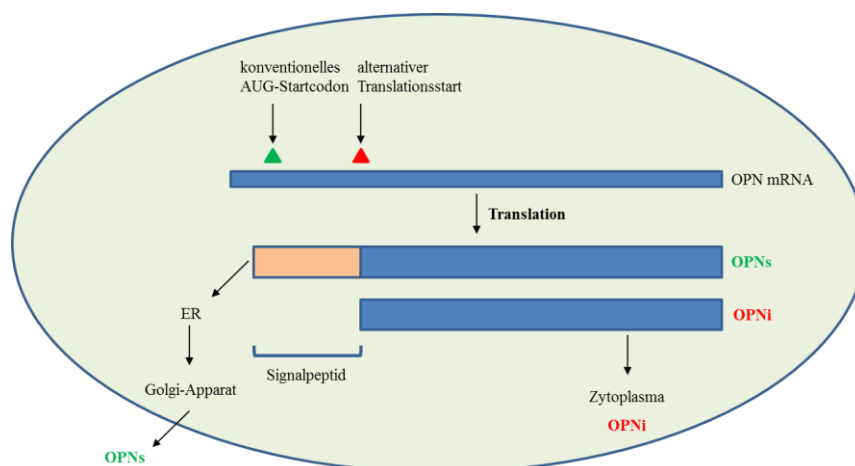 konventionelles
AUG-Startcodon
alternativer
Translationsstart
OPN mRNA
Translation
OPNs
OPNi
ER
Signalpeptid
Golgi-Apparat
Zytoplasma
OPNi
OPNs